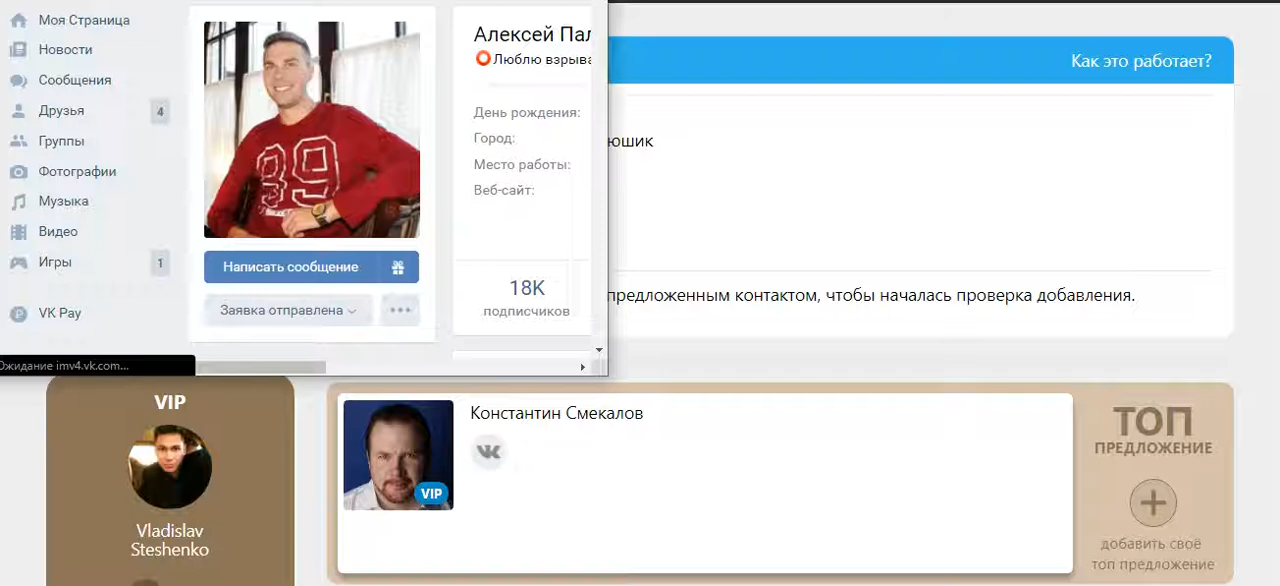 Моя Страница
Новости
Сообщения
Друзья
4
Группы
Фотографии
Музыка
Видео
Игры
1
VK Pay
Ожидание imv4.vk.com...
89
Написать сообщение
Заявка отправлена
Алексей Пал
Люблю взрыва
День рождения:
Город:
Место работы:
Веб-сайт:
18K
подписчиков
Как это работает?
юшик
предложенным контактом, чтобы началась проверка добавления.
VIP
Vladislav
Steshenko
Константин Смекалов
VIP
ТОП
ПРЕДЛОЖЕНИЕ
добавить своё
топ предложение